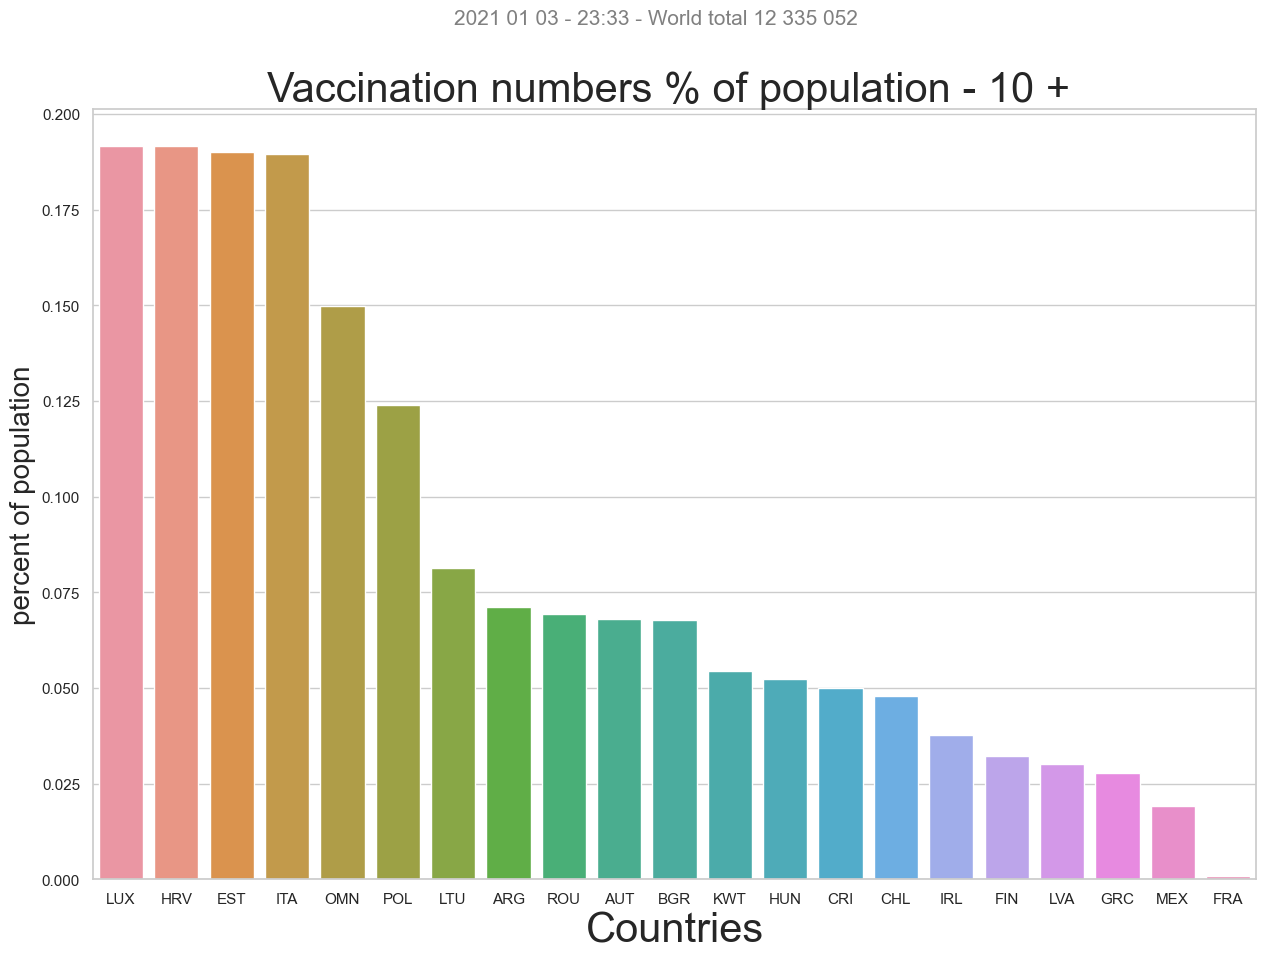 2021 01 03 - 23:33 - World total 12 335 052
Vaccination numbers % of population - 10 +
percent of population
0.200
0.175
0.150
0.125
0.100
0.075
0.050
0.025
0.000
LUX HRV EST ITA OMN POL LTU ARG ROU AUT BGR KWT HUN CRI CHL IRL FIN LVA GRC MEX FRA
Countries